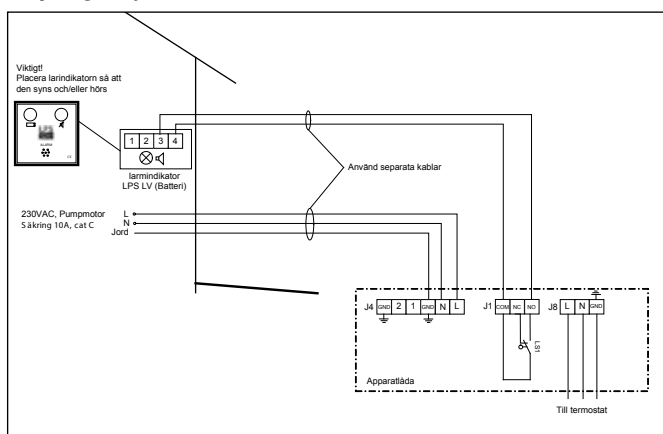 Viktigt!
Placera larindikatorn så att
den syns och/eller hörs
ALARM
1 2 3 4
larmindikator
LPS LV (Batteri)
Använd separata kablar
230VAC, Pumpmotor L
Säkring 10A, cat C N
Jord
J4 GND 2 1 GND N L
J1 COM NC NO
J8 L N GND
LS1
Apparatlåda
Till termostat